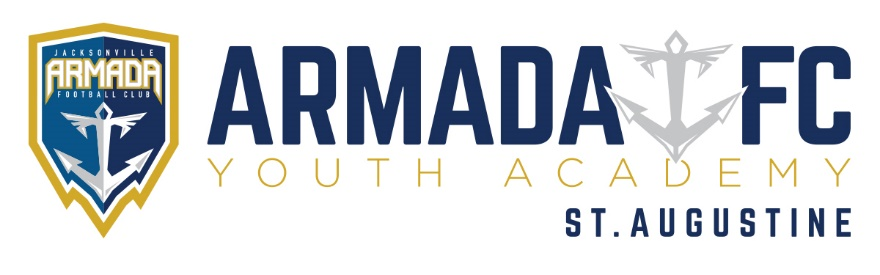 JACKSONVILLE
ARMADA
FOOTBALL CLUB
ARMADA FC
YOUTH ACADEMY
ST.AUGUSTINE